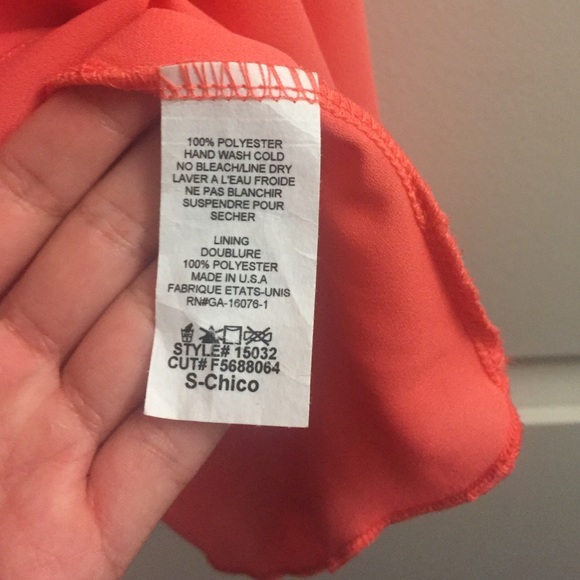 100% POLYESTER
HAND WASH COLD
NO BLEACH/LINE DRY
LAVER A L'EAU FROIDE
NE PAS BLANCHIR
SUSPENDRE POUR
SECHER
LINING
DOUBLURE
100% POLYESTER
MADE IN U.S.A
FABRIQUE ETATS-UNIS
RN#GA-16076-1
STYLE# 15032
CUT# F5688064
S-Chico